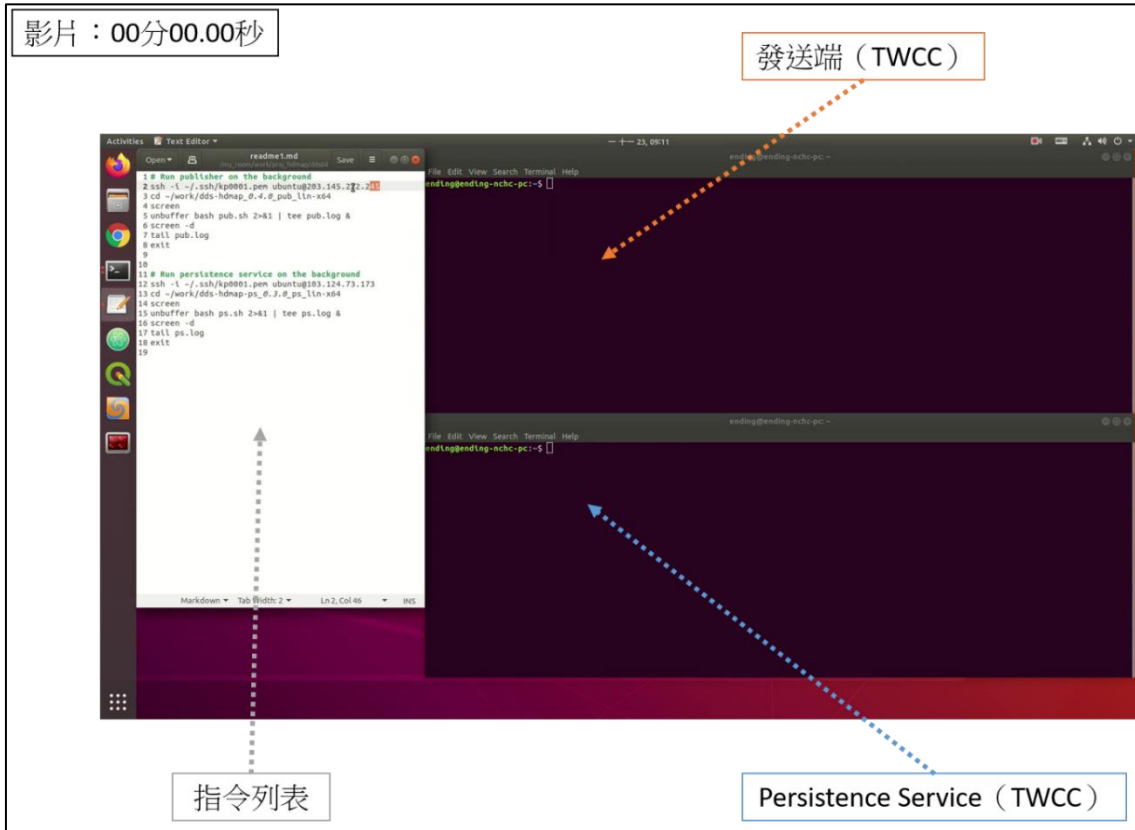 影片：00分00.00秒
發送端（TWCC）
Activities Text Editor
一 十一 23, 09:11
Open
readme1.md
Save
ending@ending-nchc-pc: ~
File Edit View Search Terminal Help
ending@ending-nchc-pc:~$
1 # Run publisher on the background
2 ssh -i ~/.ssh/kp0001.pem ubuntu@203.145.2
3 cd ~/work/dds-hdmap_0.4.0_pub_lin-x64
4 screen
5 unbuffer bash pub.sh 2>&1 | tee pub.log &
6 screen -d
7 tail pub.log
8 exit
9
10
11 # Run persistence service on the background
12 ssh -i ~/.ssh/kp0001.pem ubuntu@103.124.73.173
13 cd ~/work/dds-hdmap-ps_0.3.0_ps_lin-x64
14 screen
15 unbuffer bash ps.sh 2>&1 | tee ps.log &
16 screen -d
17 tail ps.log
18 exit
19
ending@ending-nchc-pc: ~
File Edit View Search Terminal Help
ending@ending-nchc-pc:~$
Markdown Tab Width: 2 Ln 2, Col 46 INS
指令列表
Persistence Service（TWCC）